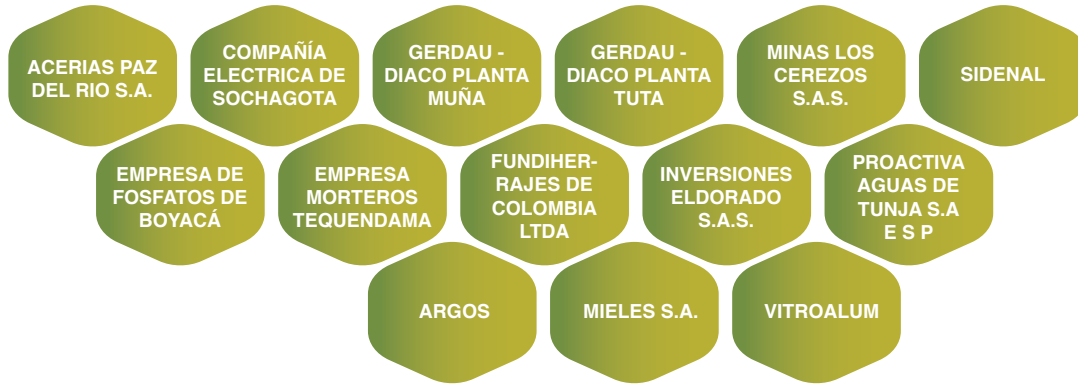 ACERIAS PAZ
DEL RIO S.A.
COMPAÑÍA
ELECTRICA DE
SOCHAGOTA
GERDAU -
DIACO PLANTA
MUÑA
GERDAU -
DIACO PLANTA
TUTA
MINAS LOS
CEREZOS
S.A.S.
SIDENAL
EMPRESA DE
FOSFATOS DE
BOYACÁ
EMPRESA
MORTEROS
TEQUENDAMA
FUNDIHER-
RAJES DE
COLOMBIA
LTDA
INVERSIONES
ELDORADO
S.A.S.
PROACTIVA
AGUAS DE
TUNJA S.A
E S P
ARGOS
MIELES S.A.
VITROALUM